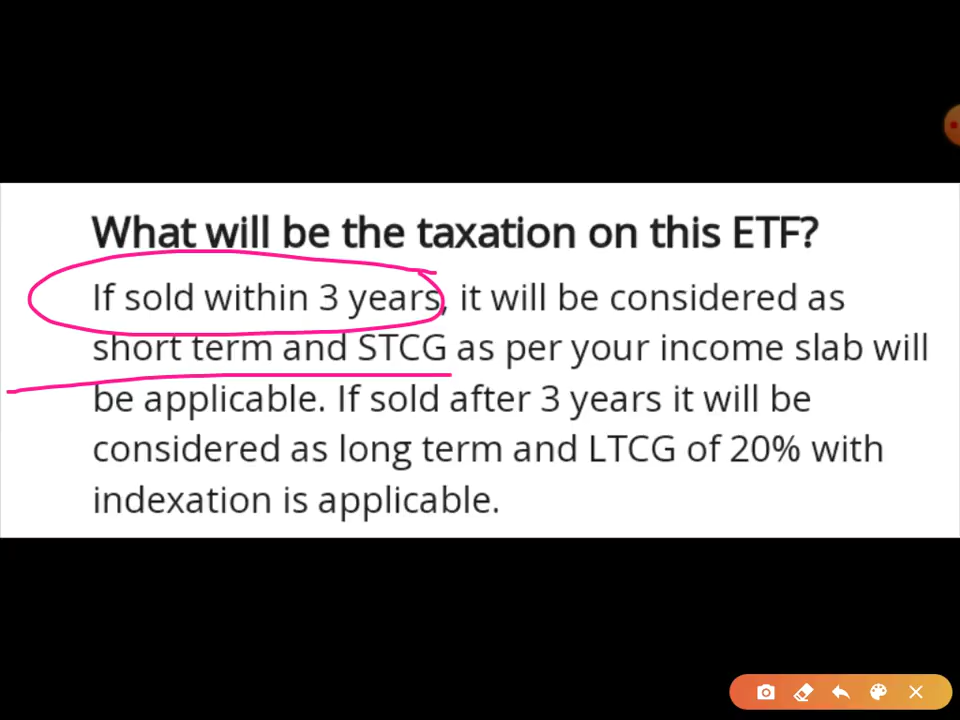 What will be the taxation on this ETF?
If sold within 3 years, it will be considered as
short term and STCG as per your income slab will
be applicable. If sold after 3 years it will be
considered as long term and LTCG of 20% with
indexation is applicable.